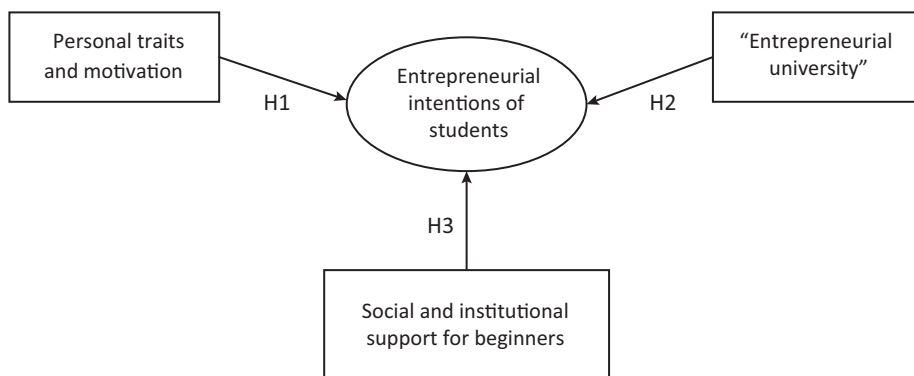 Personal traits
and motivation
Entrepreneurial
intentions of
students
“Entrepreneurial
university”
H1
H2
H3
Social and institutional
support for beginners